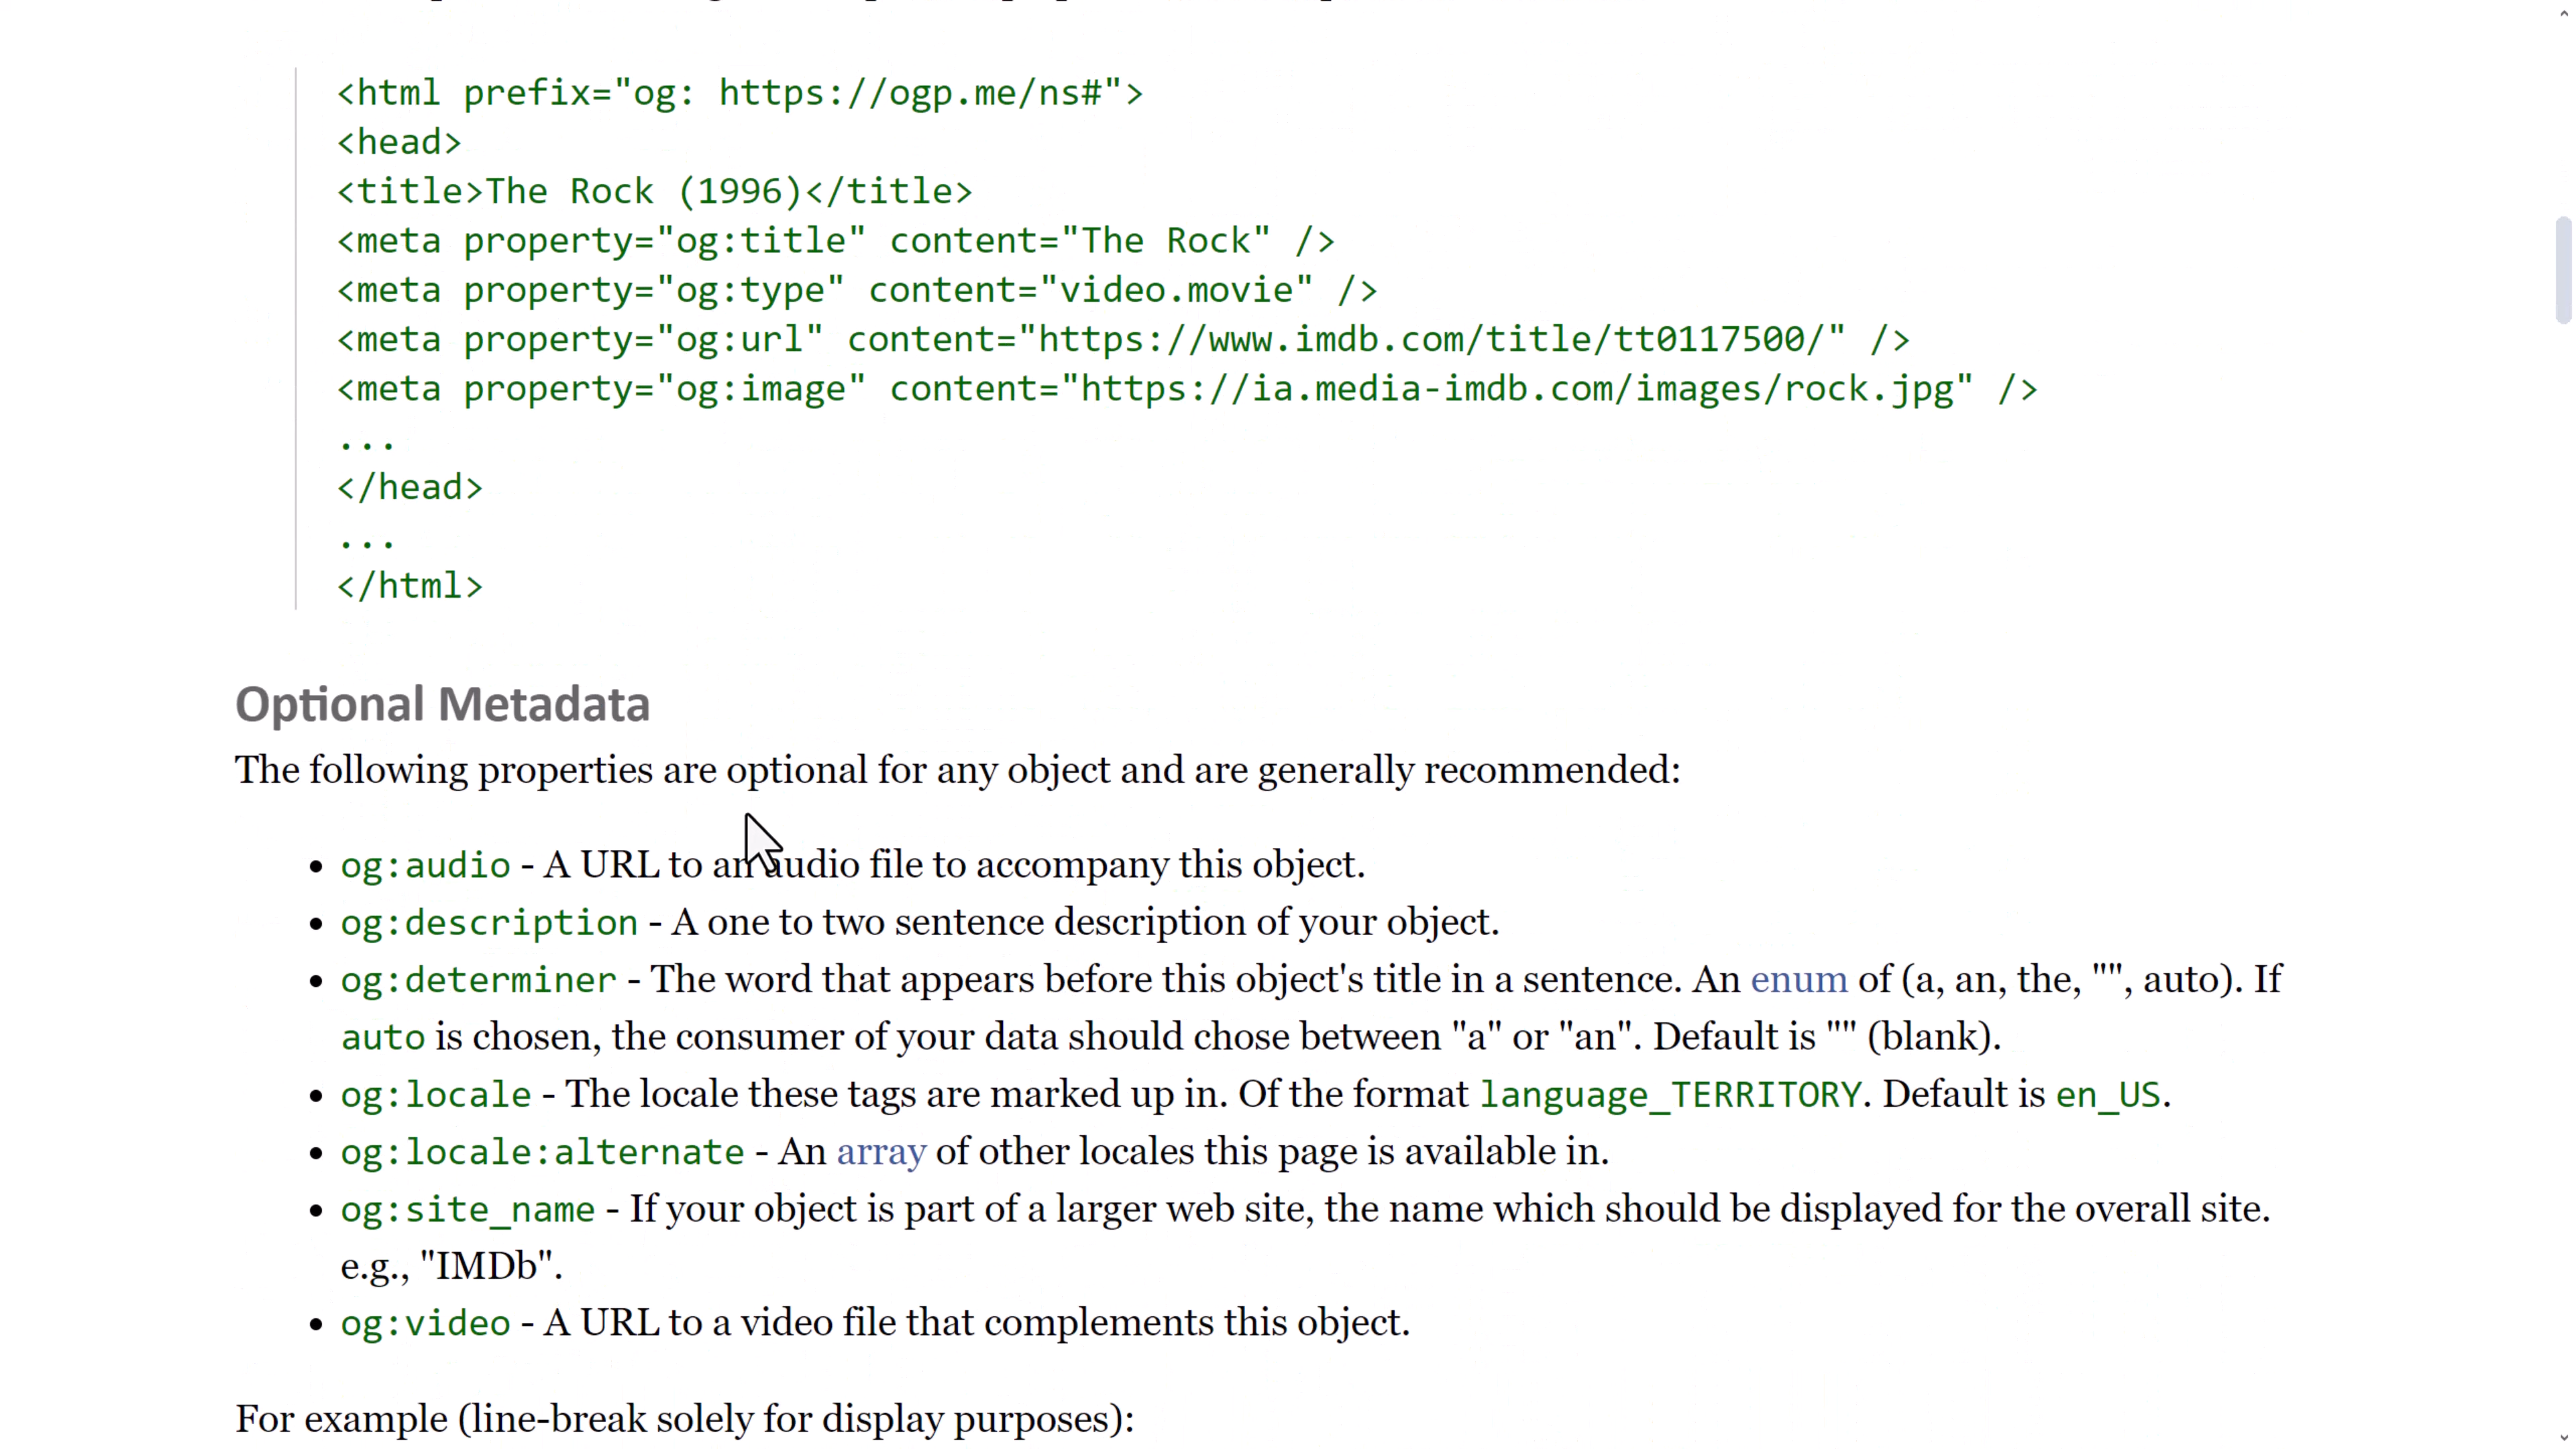 <html prefix="og: https://ogp.me/ns#">
<head>
<title>The Rock (1996)</title>
<meta property="og:title" content="The Rock" />
<meta property="og:type" content="video.movie" />
<meta property="og:url" content="https://www.imdb.com/title/tt0117500/" />
<meta property="og:image" content="https://ia.media-imdb.com/images/rock.jpg" />
...
</head>
...
</html>
Optional Metadata
The following properties are optional for any object and are generally recommended:
• og:audio - A URL to an audio file to accompany this object.
• og:description - A one to two sentence description of your object.
• og:determiner - The word that appears before this object's title in a sentence. An enum of (a, an, the, "", auto). If
auto is chosen, the consumer of your data should chose between "a" or "an". Default is "" (blank).
• og:locale - The locale these tags are marked up in. Of the format language_TERRITORY. Default is en_US.
• og:locale:alternate - An array of other locales this page is available in.
• og:site_name - If your object is part of a larger web site, the name which should be displayed for the overall site.
e.g., "IMDb".
• og:video - A URL to a video file that complements this object.
For example (line-break solely for display purposes):